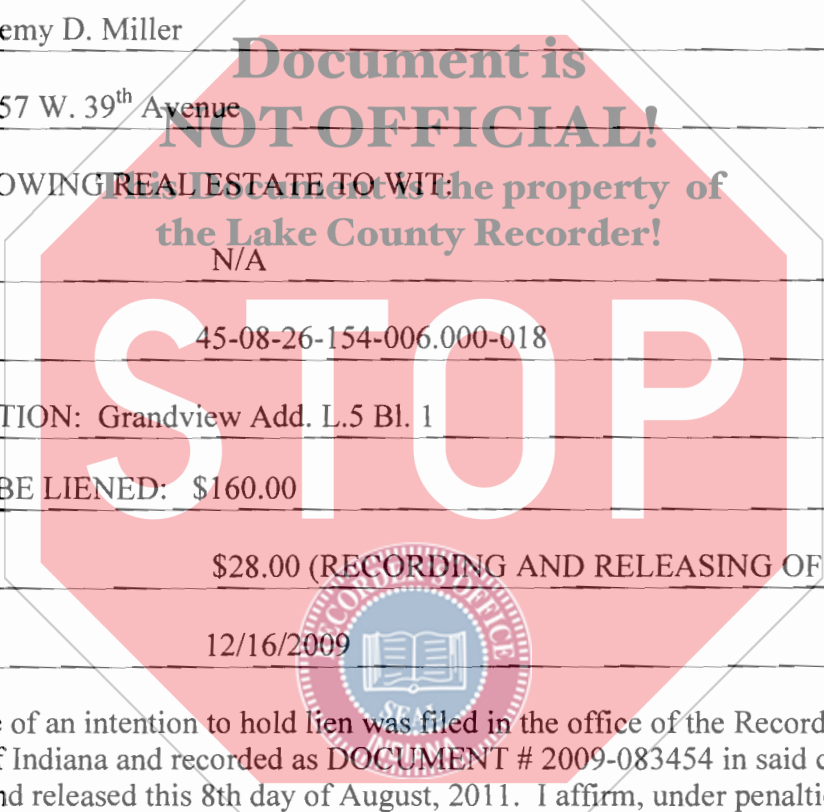 emy D. Miller
Document is
57 W. 39th Avenue
NOT OFFICIAL!
OWING REAL ESTATE TO WIT:
This Document is the property of
the Lake County Recorder!
N/A
45-08-26-154-006.000-018
STOP
TION: Grandview Add. L.5 Bl. 1
BE LIENED: $160.00
$28.00 (RECORDING AND RELEASING OF
RECORDER'S OFFICE
12/16/2009
SEAL
INDIANA
e of an intention to hold lien was filed in the office of the Record
f Indiana and recorded as DOCUMENT # 2009-083454 in said c
nd released this 8th day of August, 2011. I affirm, under penalti